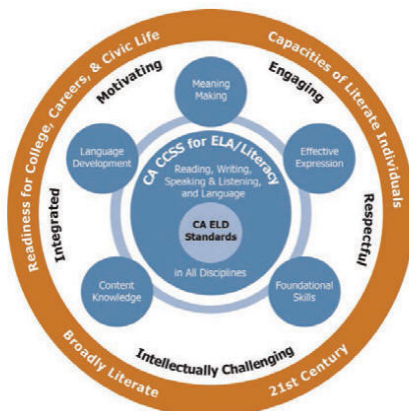 Readiness for College, Careers, & Civic Life
Capacities of Literate Individuals
Broadly Literate
21st Century
Motivating
Engaging
Integrated
Respectful
Intellectually Challenging
Meaning
Making
Language
Development
Effective
Expression
Content
Knowledge
Foundational
Skills
CA CCSS for ELA/Literacy
Reading, Writing,
Speaking & Listening,
and Language
CA ELD
Standards
in All Disciplines